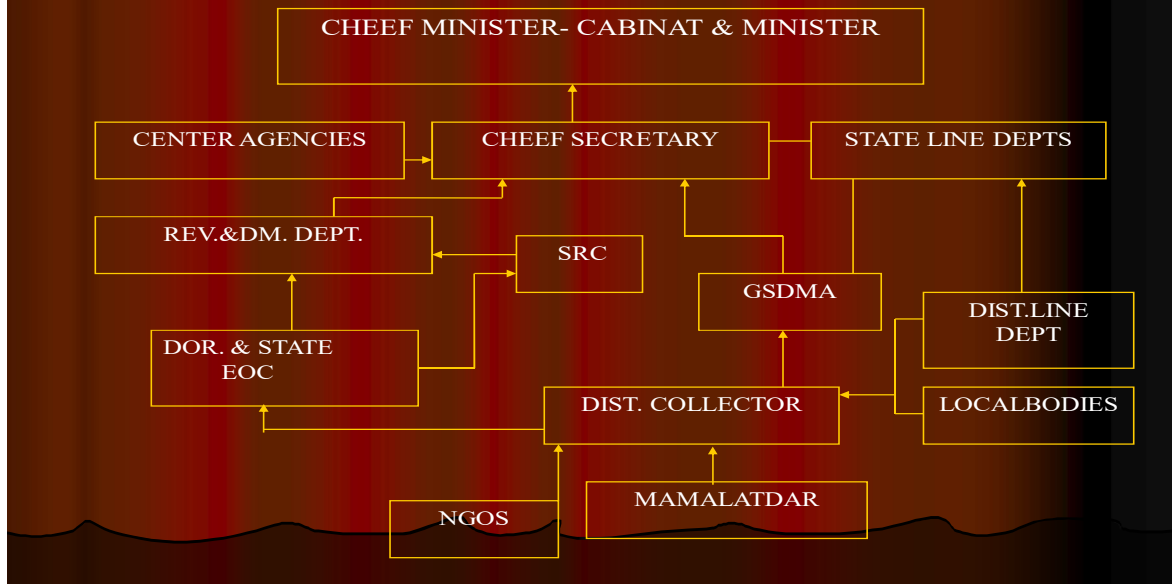 CHEEF MINISTER- CABINAT & MINISTER
CENTER AGENCIES
CHEEF SECRETARY
STATE LINE DEPTS
REV.&DM. DEPT.
SRC
GSDMA
DIST.LINE
DEPT
DOR. & STATE
EOC
DIST. COLLECTOR
LOCALBODIES
MAMALATDAR
NGOS